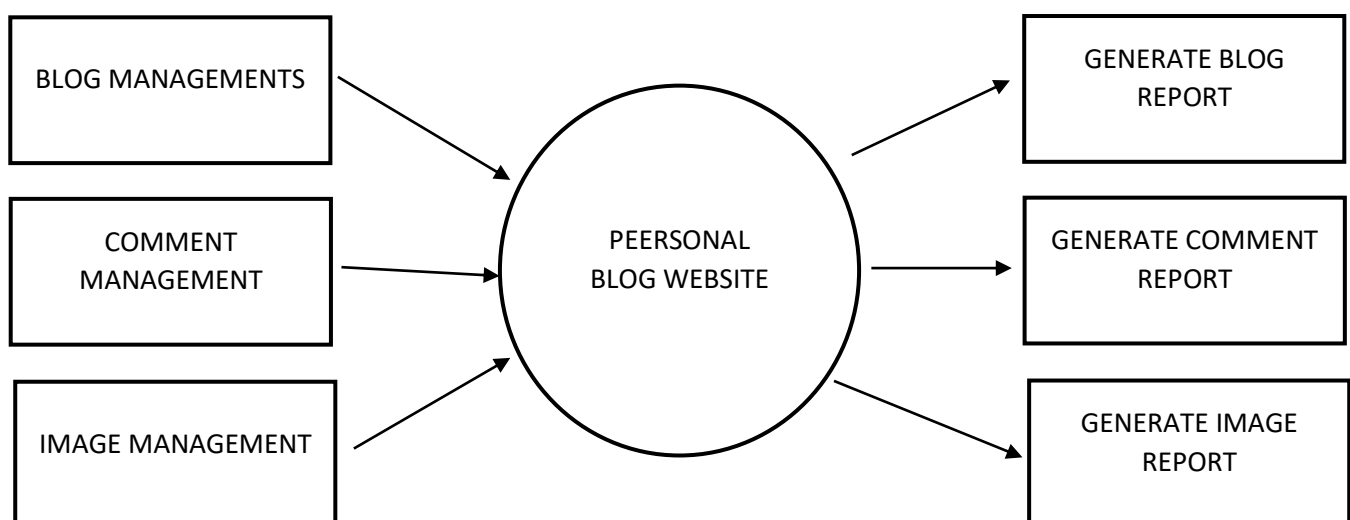 BLOG MANAGEMENTS
COMMENT
MANAGEMENT
IMAGE MANAGEMENT
PEERSONAL
BLOG WEBSITE
GENERATE BLOG
REPORT
GENERATE COMMENT
REPORT
GENERATE IMAGE
REPORT